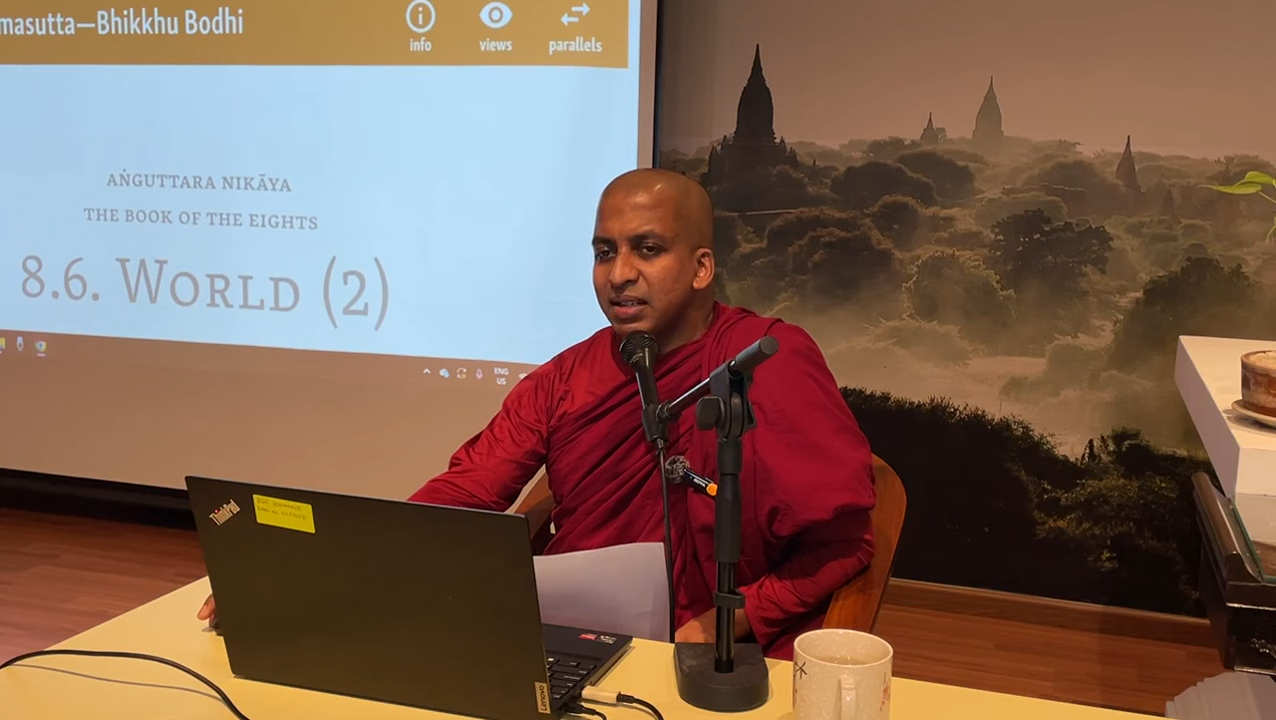 masutta—Bhikkhu Bodhi
info
views
parallels
AṄGUTTARA NIKĀYA
THE BOOK OF THE EIGHTS
8.6. WORLD (2)
ENG
US
ThinkPad
Lenovo